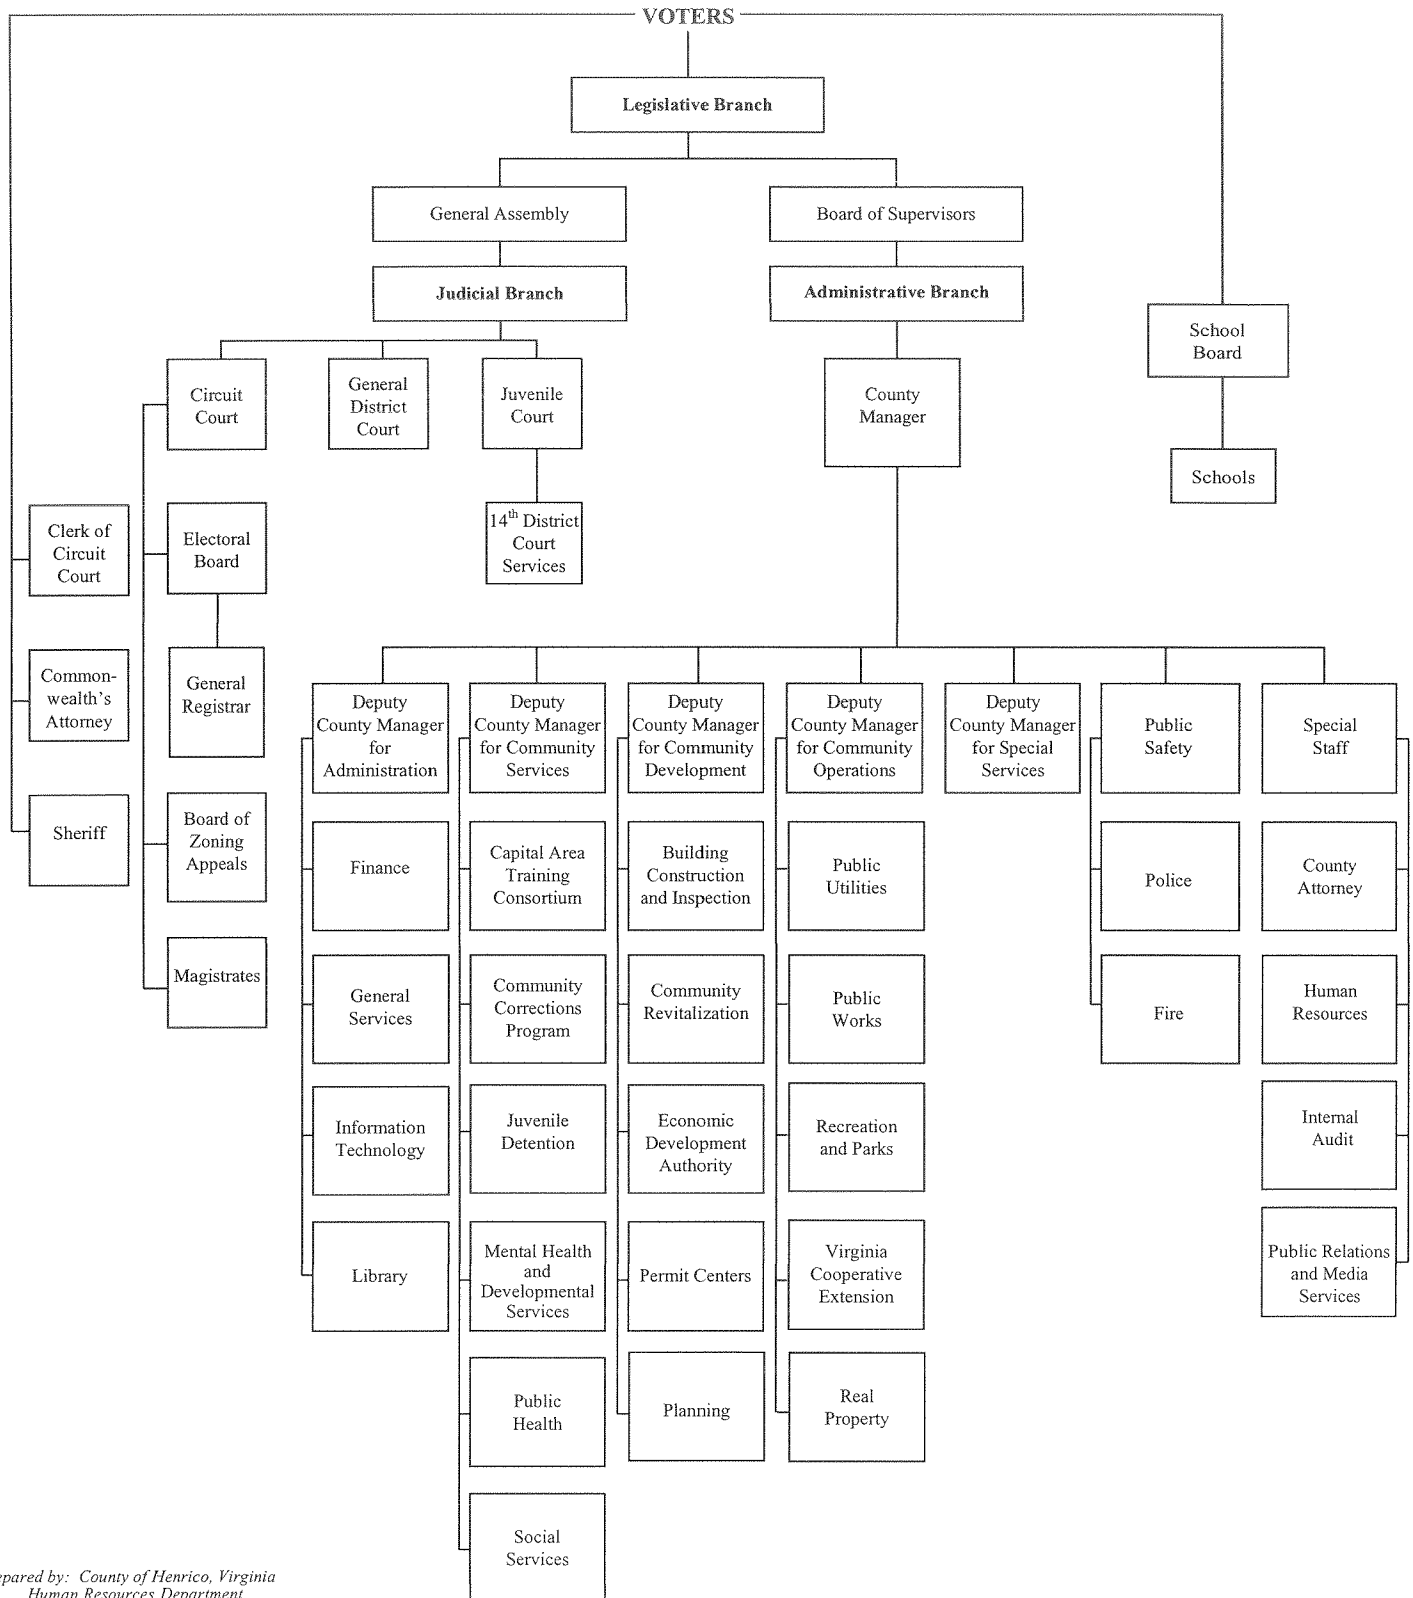 VOTERS
Legislative Branch
General Assembly
Board of Supervisors
Judicial Branch
Administrative Branch
School
Board
Schools
County
Manager
Circuit
Court
General
District
Court
Juvenile
Court
14th District
Court
Services
Clerk of
Circuit
Court
Common-
wealth's
Attorney
Sheriff
Electoral
Board
General
Registrar
Board of
Zoning
Appeals
Magistrates
Deputy
County Manager
for
Administration
Finance
General
Services
Information
Technology
Library
Deputy
County Manager
for Community
Services
Capital Area
Training
Consortium
Community
Corrections
Program
Juvenile
Detention
Mental Health
and
Developmental
Services
Public
Health
Social
Services
Deputy
County Manager
for Community
Development
Building
Construction
and Inspection
Community
Revitalization
Economic
Development
Authority
Permit Centers
Planning
Deputy
County Manager
for Community
Operations
Public
Utilities
Public
Works
Recreation
and Parks
Virginia
Cooperative
Extension
Real
Property
Deputy
County Manager
for Special
Services
Public
Safety
Police
Fire
Special
Staff
County
Attorney
Human
Resources
Internal
Audit
Public Relations
and Media
Services
epared by: County of Henrico, Virginia
Human Resources Department